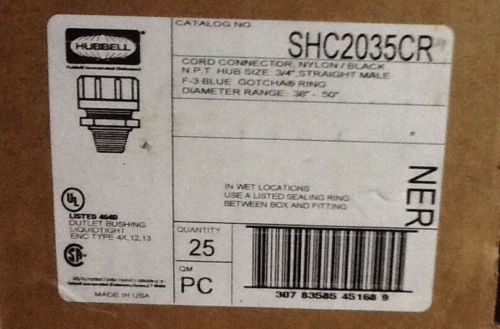 CATALOG NO
SHC2035CR
HUBBELL
CORD CONNECTOR, NYLON / BLACK
N.P.T. HUB SIZE: 3/4", STRAIGHT MALE
F-3 BLUE GOTCHA® RING
DIAMETER RANGE: .38" - .50"
NER
IN WET LOCATIONS
USE A LISTED SEALING RING
BETWEEN BOX AND FITTING
UL
LISTED 464D
OUTLET BUSHING
LIQUIDTIGHT
ENC TYPE 4X, 12, 13
QUANTITY
25
QM
PC
MADE IN USA
307 83585 45168 9